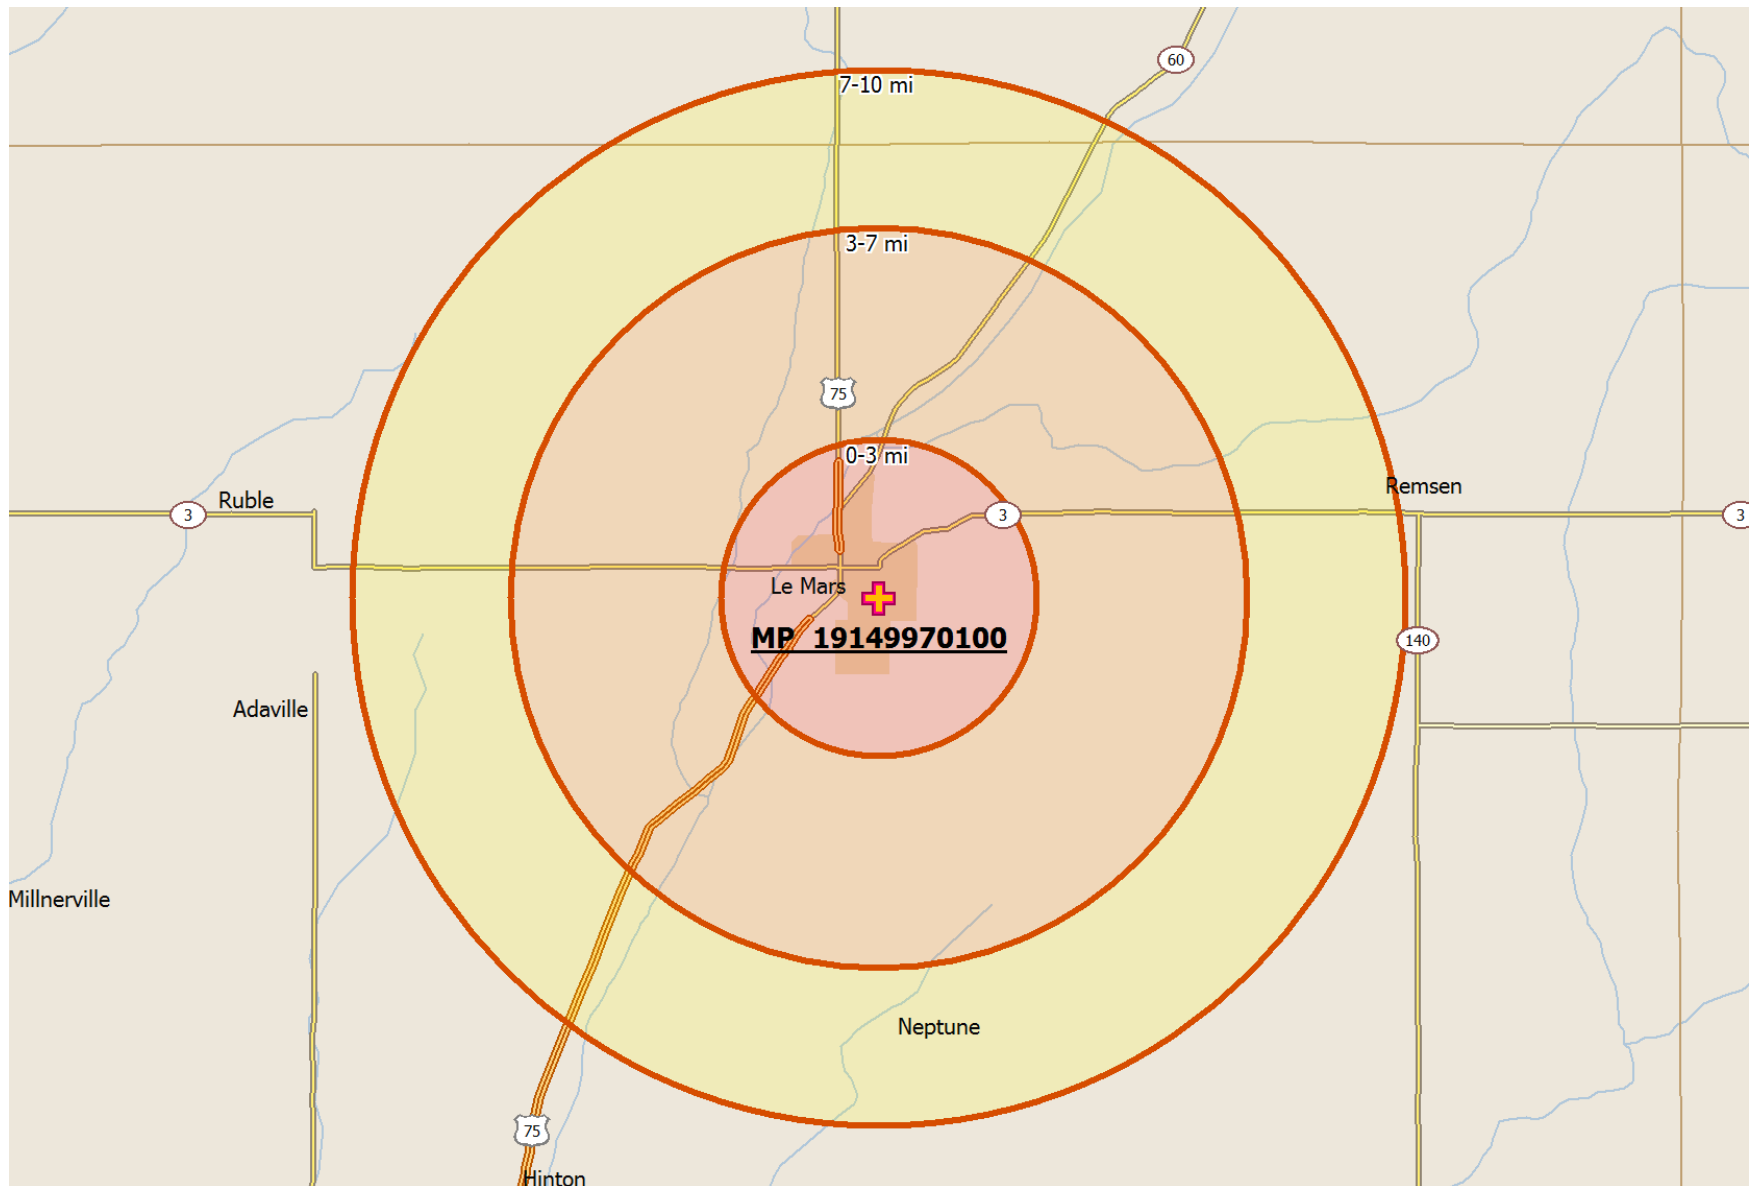 60
7-10 mi
3-7 mi
75
0-3 mi
Remsen
Ruble
3
3
3
Le Mars
MP 19149970100
140
Adaville
Millnerville
Neptune
75
Hinton